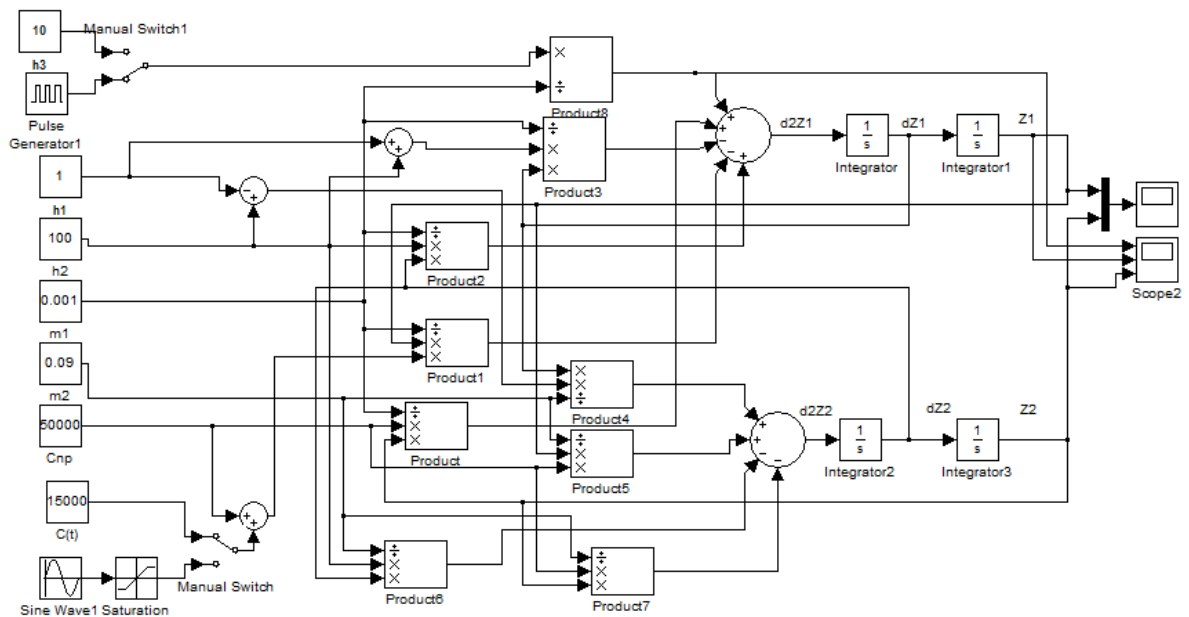 10
Manual Switch1
h3
Pulse
Generator1
1
h1
100
h2
0.001
m1
0.09
m2
50000
Cnp
15000
C(t)
Sine Wave1
Saturation
Manual Switch
×
÷
Product8
÷
×
×
Product3
÷
×
×
Product2
÷
×
×
Product1
÷
×
×
Product
×
×
÷
Product4
÷
×
×
Product5
÷
×
×
Product6
÷
×
×
Product7
+
+
+
+
-
+
+
+
+
+
−
−
+
+
+
−
−
d2Z1
1
s
Integrator
dZ1
1
s
Integrator1
Z1
d2Z2
1
s
Integrator2
dZ2
1
s
Integrator3
Z2
Scope2